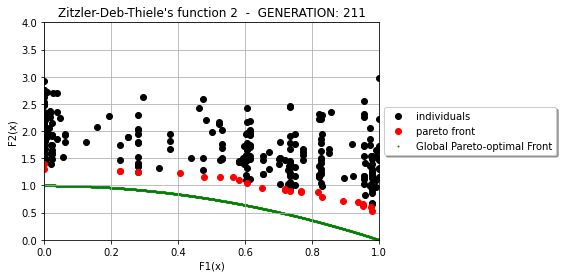 Zitzler-Deb-Thiele's function 2  -  GENERATION: 211
4.0
3.5
3.0
2.5
2.0
1.5
1.0
0.5
0.0
F2(x)
0.0 0.2 0.4 0.6 0.8 1.0
F1(x)
individuals
pareto front
Global Pareto-optimal Front